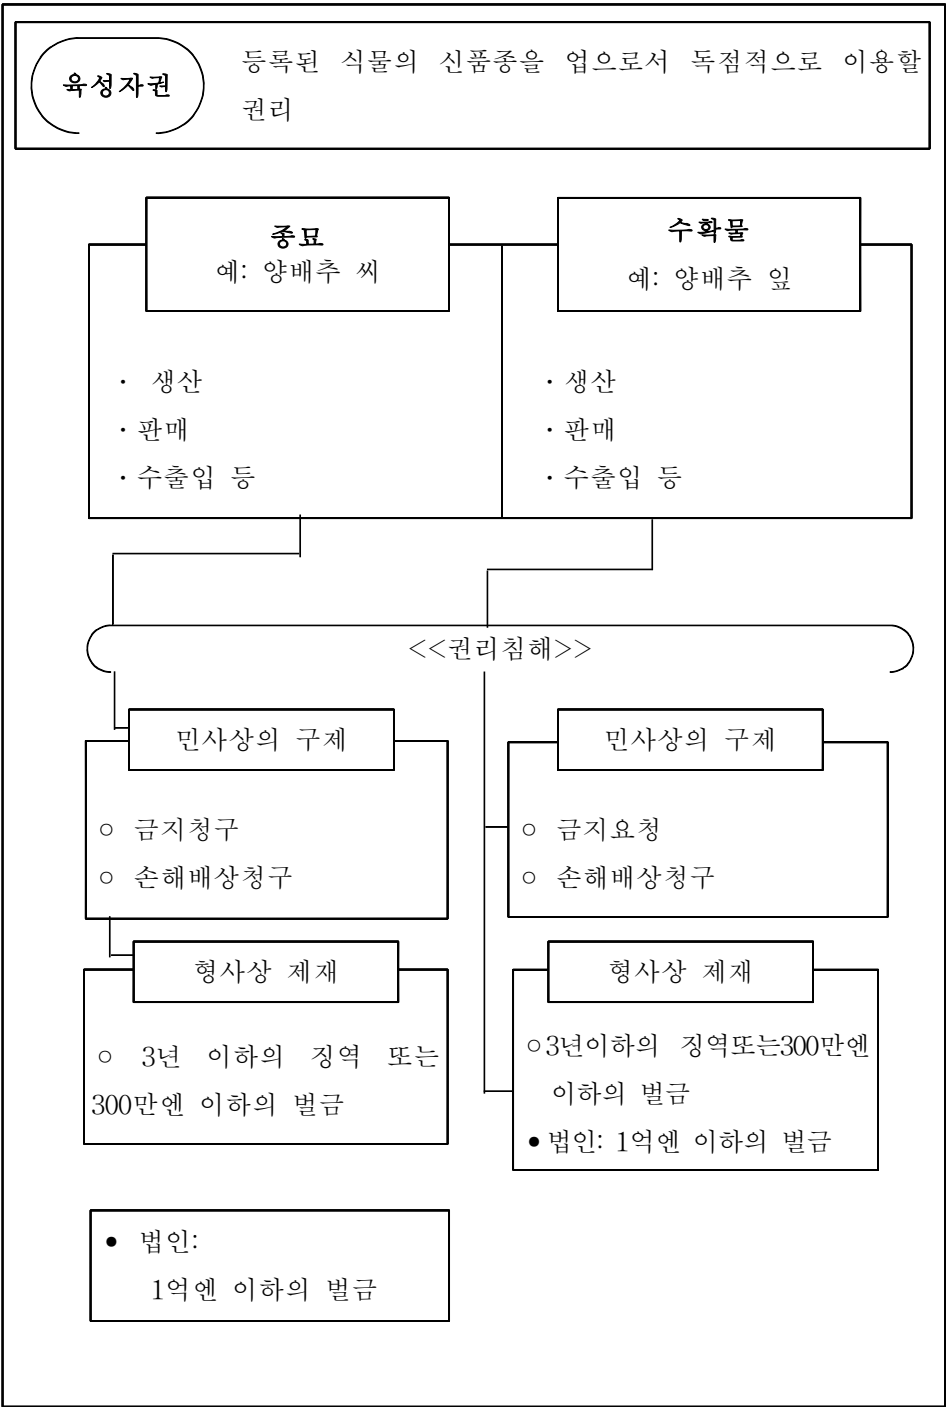 육성자권
등록된 식물의 신품종을 업으로서 독점적으로 이용할
권리
종묘
예: 양배추 씨
· 생산
· 판매
· 수출입 등
수확물
예: 양배추 잎
· 생산
· 판매
· 수출입 등
<<권리침해>>
민사상의 구제
○ 금지청구
○ 손해배상청구
형사상 제재
○ 3년 이하의 징역 또는
300만엔 이하의 벌금
● 법인:
1억엔 이하의 벌금
민사상의 구제
○ 금지요청
○ 손해배상청구
형사상 제재
○3년이하의 징역또는300만엔
이하의 벌금
●법인: 1억엔 이하의 벌금